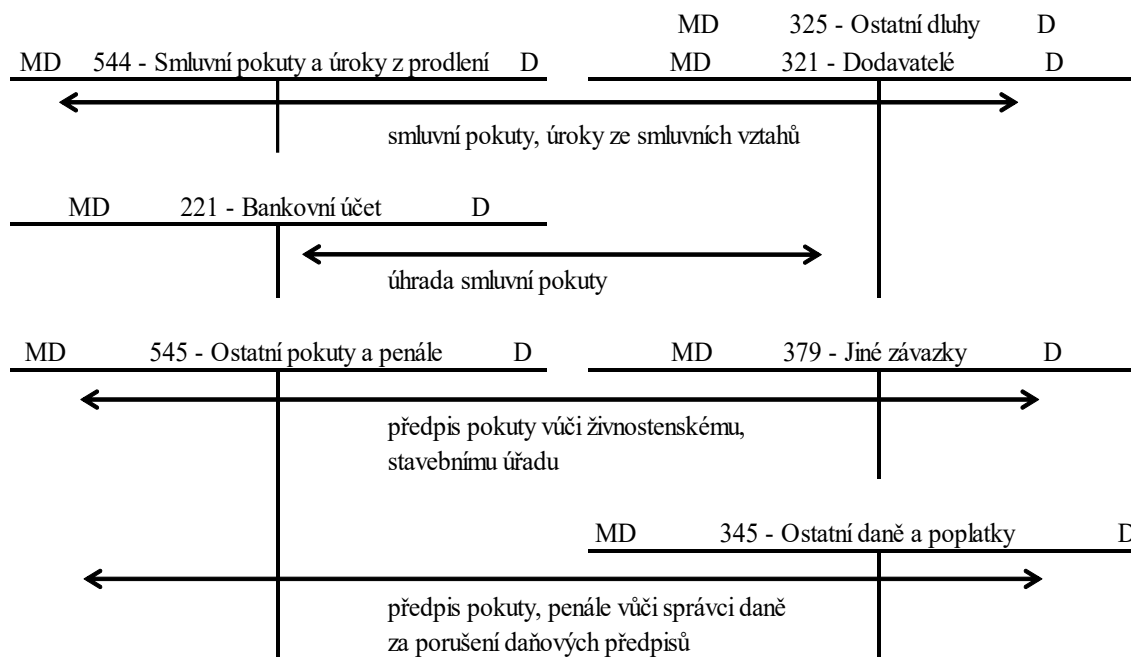 MD 325 - Ostatní dluhy D
MD 544 - Smluvní pokuty a úroky z prodlení D MD 321 - Dodavatelé D
smluvní pokuty, úroky ze smluvních vztahů
MD 221 - Bankovní účet D
úhrada smluvní pokuty
MD 545 - Ostatní pokuty a penále D MD 379 - Jiné závazky D
předpis pokuty vúči živnostenskému,
stavebnímu úřadu
MD 345 - Ostatní daně a poplatky D
předpis pokuty, penále vůči správci daně
za porušení daňových předpisů